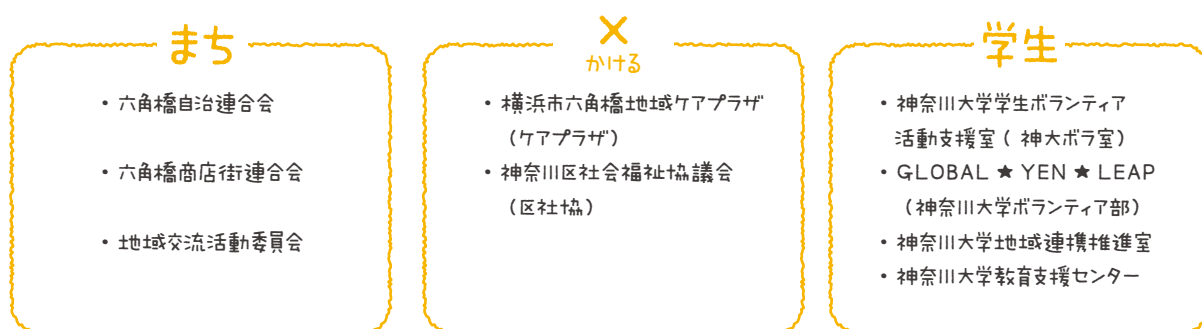 まち
・ 六角橋自治連合会
・ 六角橋商店街連合会
・ 地域交流活動委員会
×
かける
・ 横浜市六角橋地域ケアプラザ
（ケアプラザ）
・ 神奈川区社会福祉協議会
（区社協）
学生
・ 神奈川大学学生ボランティア
活動支援室（ 神大ボラ室）
・ GLOBAL ★ YEN ★ LEAP
（神奈川大学ボランティア部）
・ 神奈川大学地域連携推進室
・ 神奈川大学教育支援センター